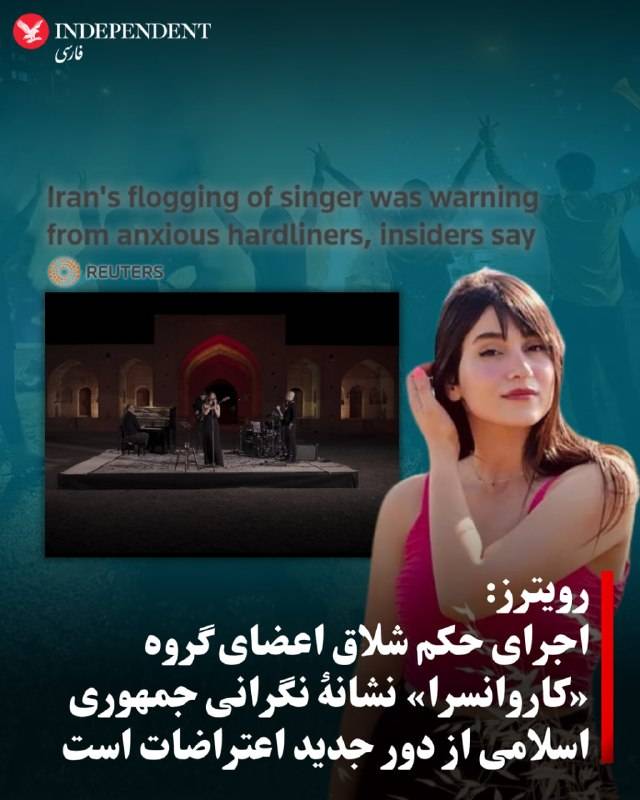 INDEPENDENT
فارسی
Iran's flogging of singer was warning
from anxious hardliners, insiders say
REUTERS
رویترز:
اجرای حکم شلاق اعضای گروه
«کاروانسرا» نشانهٔ نگرانی جمهوری
اسلامی از دور جدید اعتراضات است